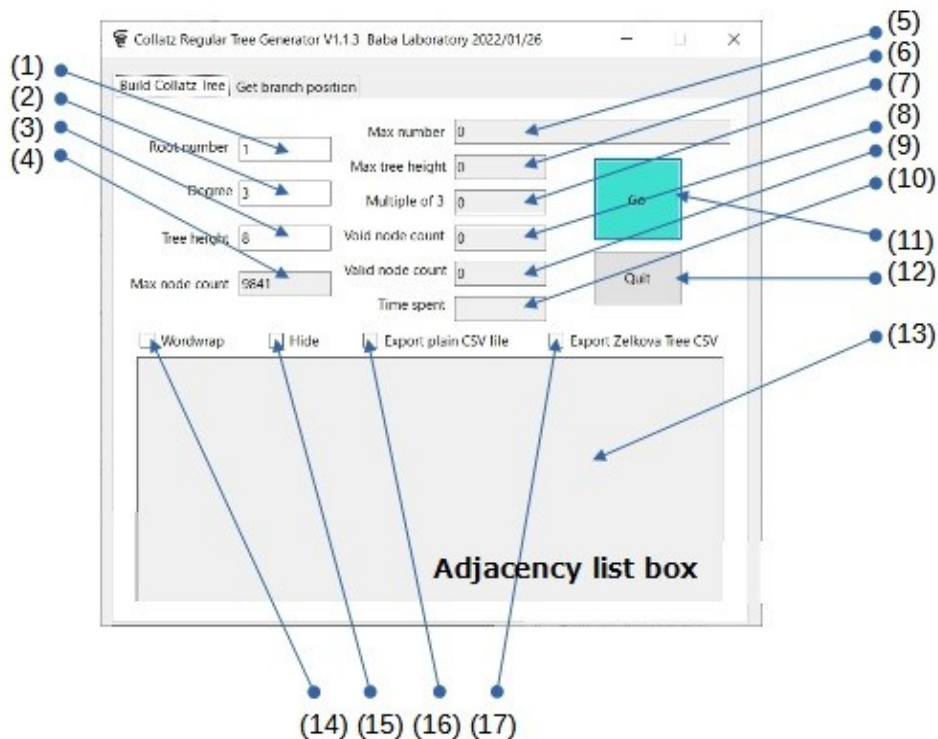 Collatz Regular Tree Generator V1.1.3 Baba Laboratory 2022/01/26
(1)
(2)
(3)
(4)
(5)
(6)
(7)
(8)
(9)
(10)
(11)
(12)
(13)
Build Collatz Tree Get branch position
Root number 1
Degree 3
Tree height 8
Max node count 9841
Max number 0
Max tree height 0
Multiple of 3 0
Void node count 0
Valid node count 0
Time spent
Go
Quit
Wordwrap Hide Export plain CSV file Export Zelkova Tree CSV
Adjacency list box
(14) (15) (16) (17)